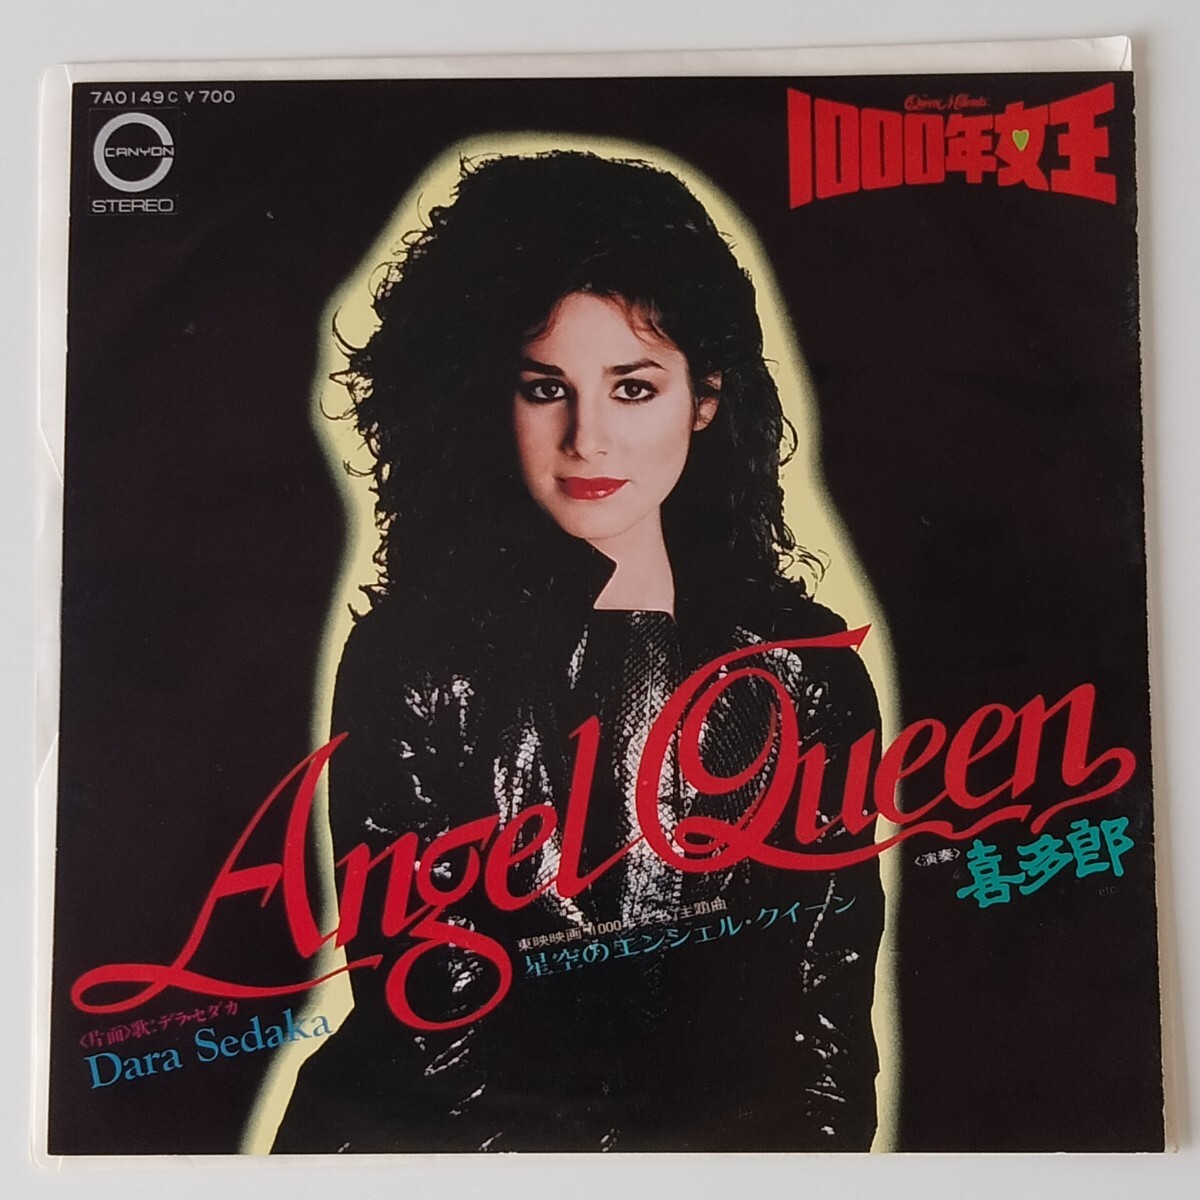 7A0149C ¥700
CANYON
STEREO
Queen Millennia
1000年女王
Angel Queen
〈演奏〉
喜多郎
etc.
東映映画「1000年女王」主題曲
星空のエンジェル・クイーン
〈片面〉歌:デラ・セダカ
Dara Sedaka